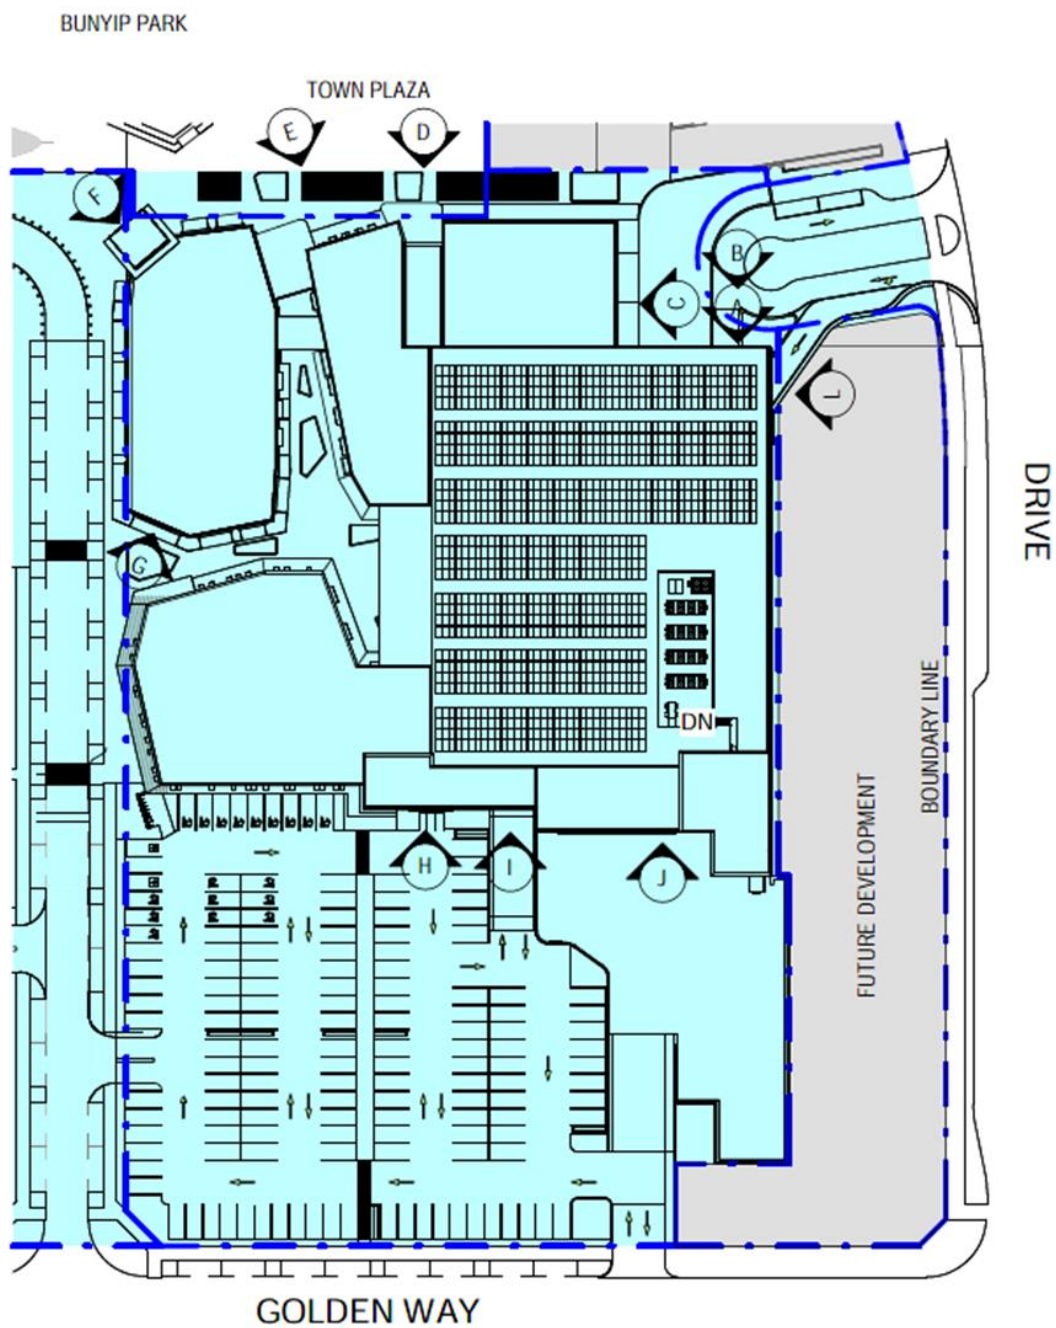 BUNYIP PARK
TOWN PLAZA
E
D
F
B
C
A
L
DRIVE
G
DN
BOUNDARY LINE
FUTURE DEVELOPMENT
H
I
J
GOLDEN WAY